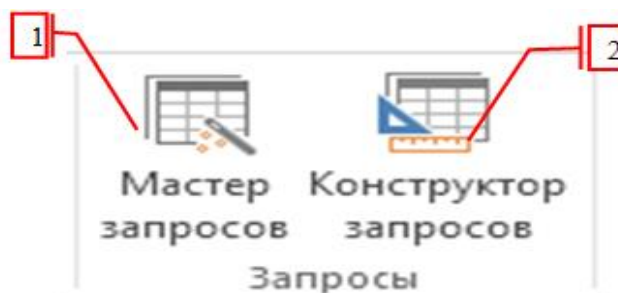 1
2
Мастер запросов
Конструктор запросов
Запросы